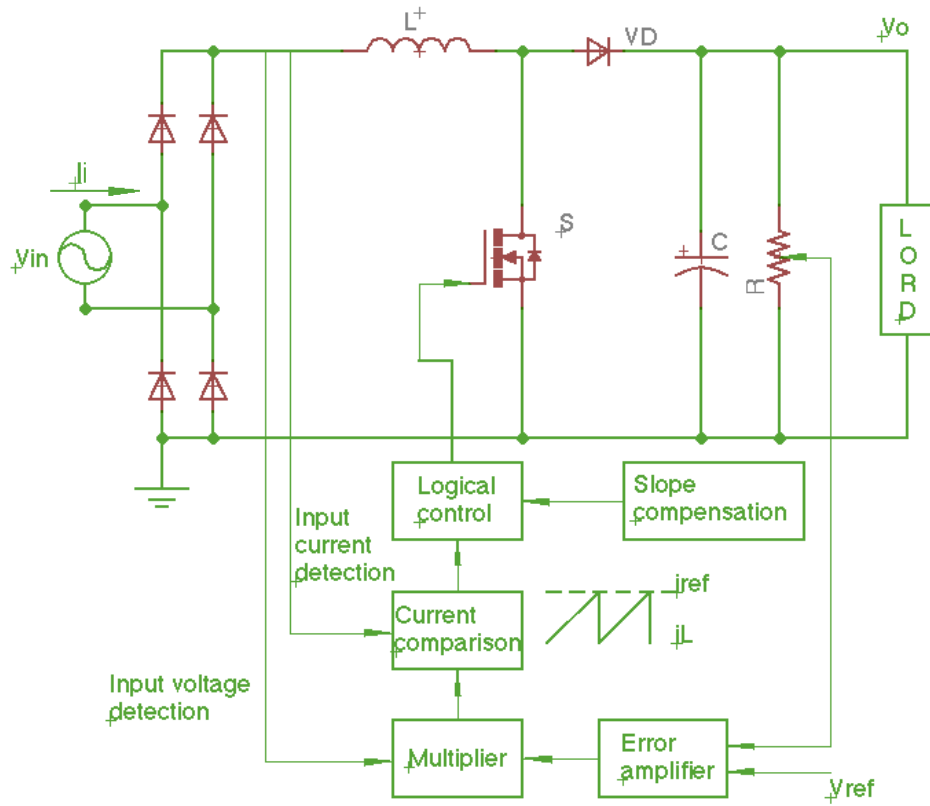 L
VD
Vo
Ii
Vin
S
C
R
L
O
R
D
Logical
control
Slope
compensation
Input
current
detection
Current
comparison
iref
iL
Input voltage
detection
Multiplier
Error
amplifier
Vref